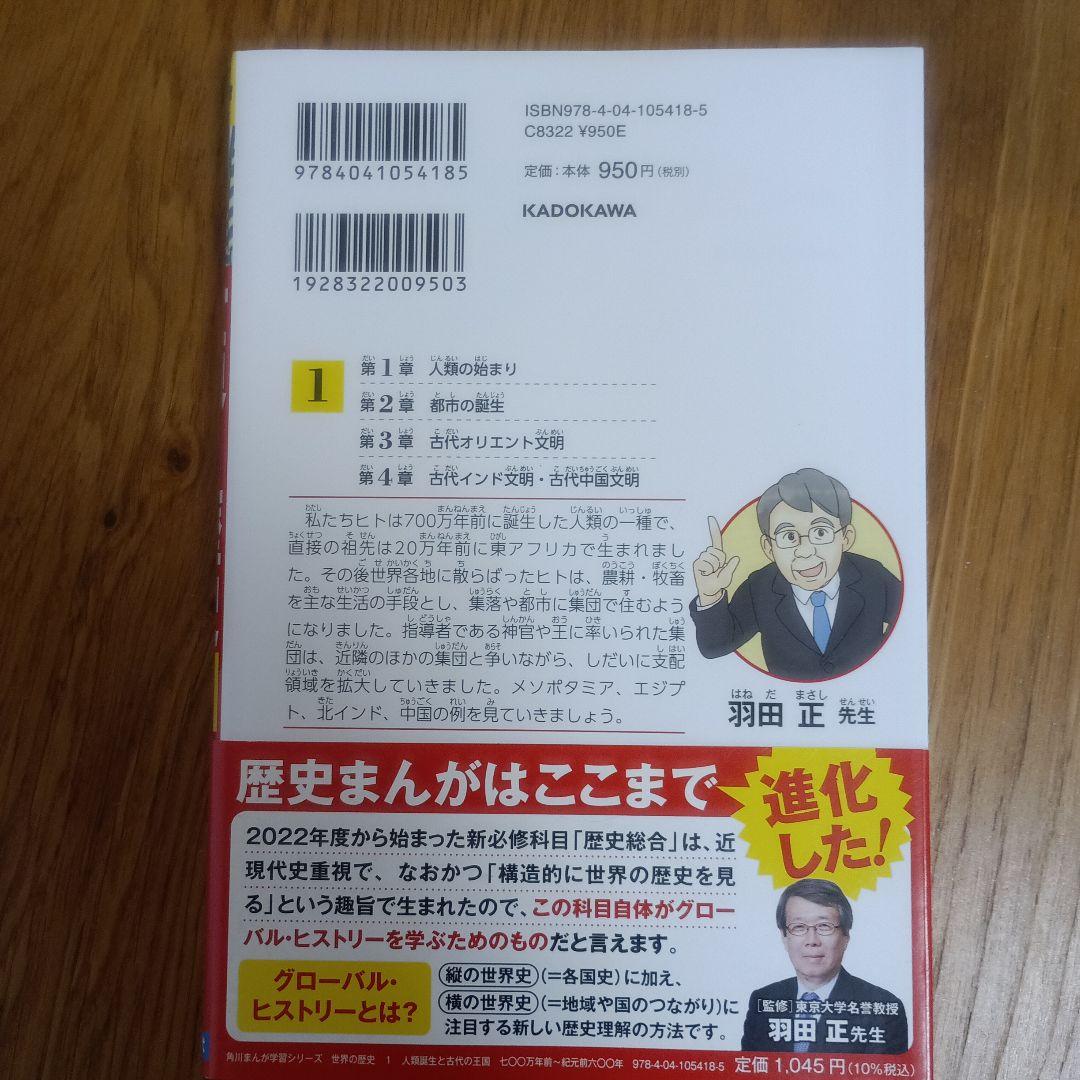 ISBN978-4-04-105418-5
C8322 ¥950E
9784041054185
定価：本体 950円（税別）
KADOKAWA
1928322009503
1
第1章 人類の始まり
第2章 都市の誕生
第3章 古代オリエント文明
第4章 古代インド文明・古代中国文明
私たちヒトは700万年前に誕生した人類の一種で、
直接の祖先は20万年前に東アフリカで生まれまし
た。その後世界各地に散らばったヒトは、農耕・牧畜
を主な生活の手段とし、集落や都市に集団で住むよう
になりました。指導者である神官や王に率いられた集
団は、近隣のほかの集団と争いながら、しだいに支配
領域を拡大していきました。メソポタミア、エジプ
ト、北インド、中国の例を見ていきましょう。
はねだ まさし せんせい
羽田 正 先生
歴史まんがはここまで
進化
した！
2022年度から始まった新必修科目「歴史総合」は、近
現代史重視で、なおかつ「構造的に世界の歴史を見
る」という趣旨で生まれたので、この科目自体がグロー
バル・ヒストリーを学ぶためのものだと言えます。
グローバル・
ヒストリーとは？
縦の世界史（＝各国史）に加え、
横の世界史（＝地域や国のつながり）に
注目する新しい歴史理解の方法です。
［監修］東京大学名誉教授
羽田 正先生
角川まんが学習シリーズ 世界の歴史 1 人類誕生と古代の王国 七〇〇万年前～紀元前六〇〇年 978-4-04-105418-5 定価 1,045円（10％税込）